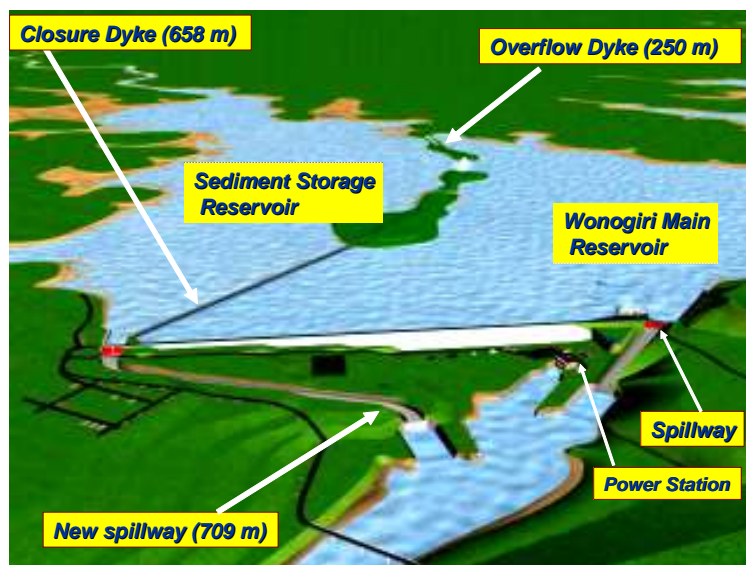 Closure Dyke (658 m)
Overflow Dyke (250 m)
Sediment Storage
Reservoir
Wonogiri Main
Reservoir
Spillway
Power Station
New spillway (709 m)